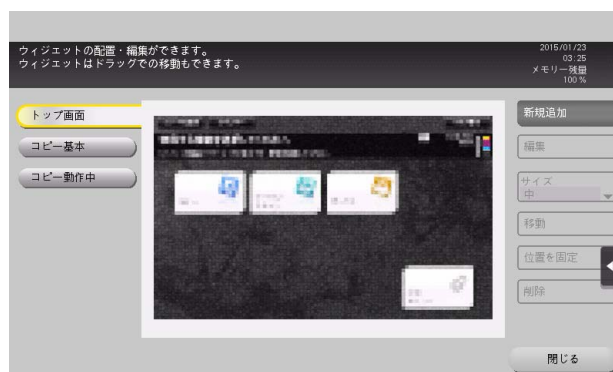 ウィジェットの配置・編集ができます。
ウィジェットはドラッグでの移動もできます。
2015/01/23
03:25
メモリー残量
100 %
トップ画面
コピー基本
コピー動作中
新規追加
編集
サイズ
中
移動
位置を固定
削除
閉じる